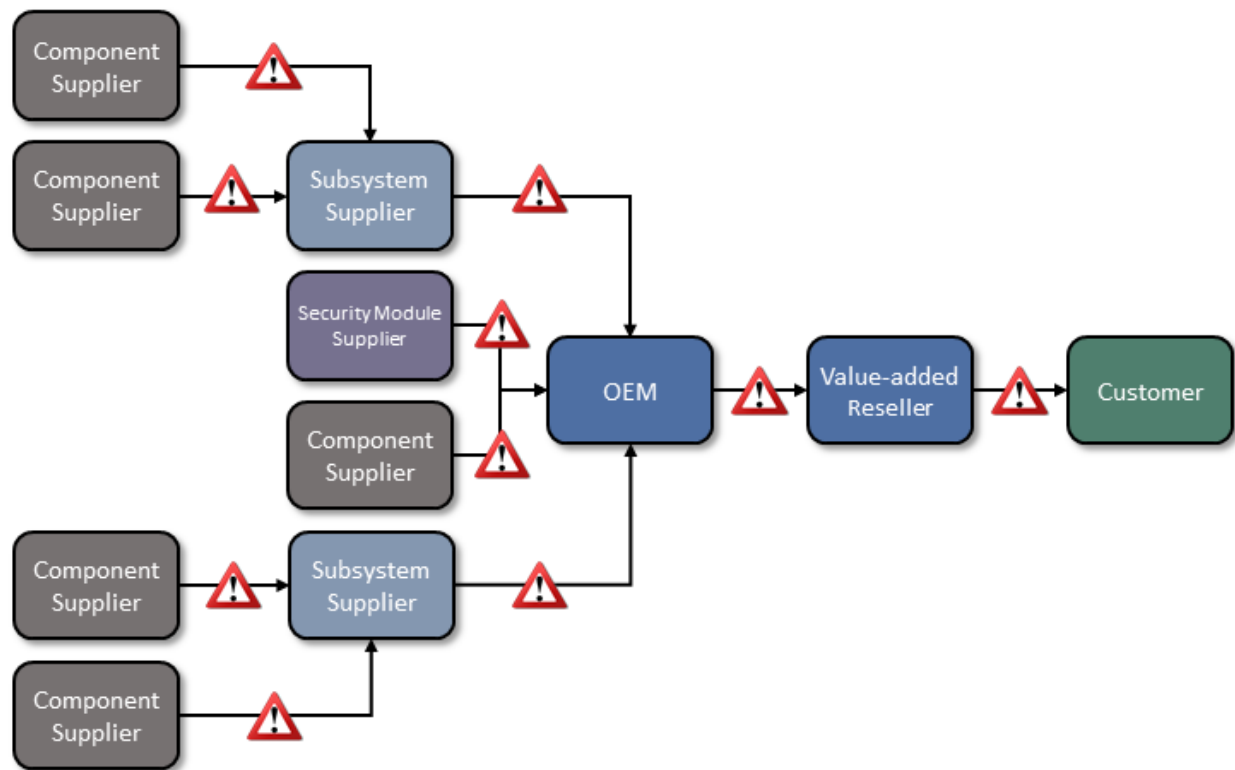 Component
Supplier
Component
Supplier
Subsystem
Supplier
Security Module
Supplier
OEM
Value-added
Reseller
Customer
Component
Supplier
Component
Supplier
Subsystem
Supplier
Component
Supplier